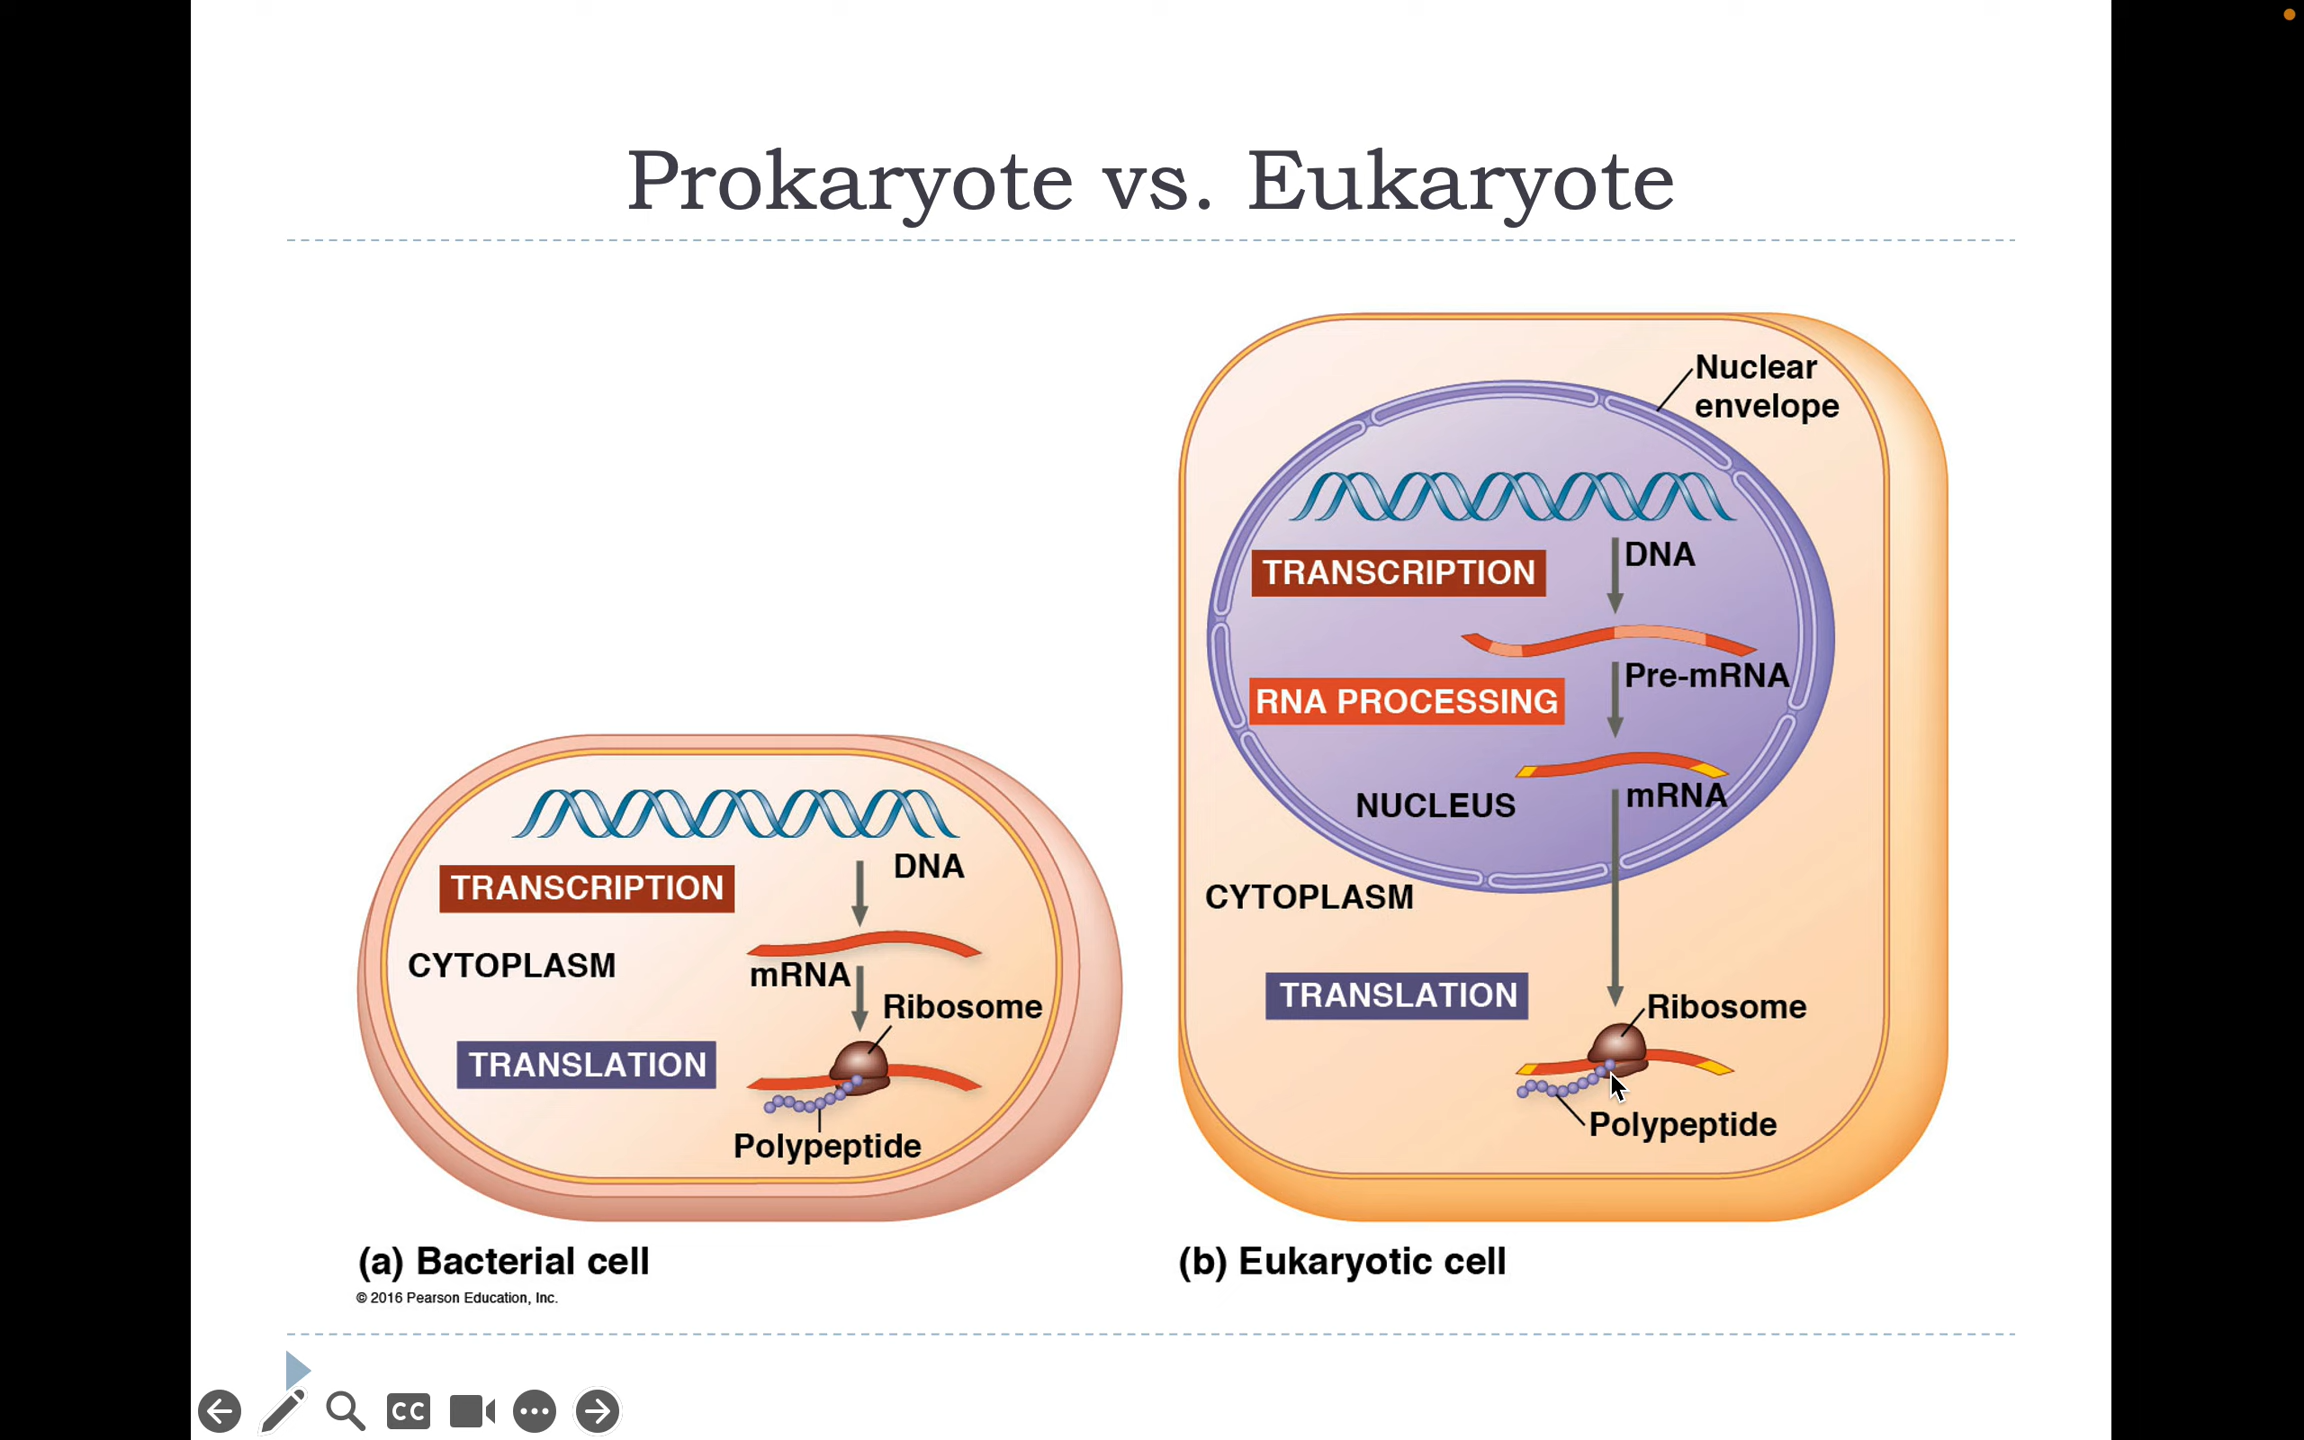 Prokaryote vs. Eukaryote
DNA
TRANSCRIPTION
CYTOPLASM
mRNA
Ribosome
TRANSLATION
Polypeptide
(a) Bacterial cell
© 2016 Pearson Education, Inc.
Nuclear
envelope
DNA
TRANSCRIPTION
Pre-mRNA
RNA PROCESSING
mRNA
NUCLEUS
CYTOPLASM
TRANSLATION
Ribosome
Polypeptide
(b) Eukaryotic cell
CC